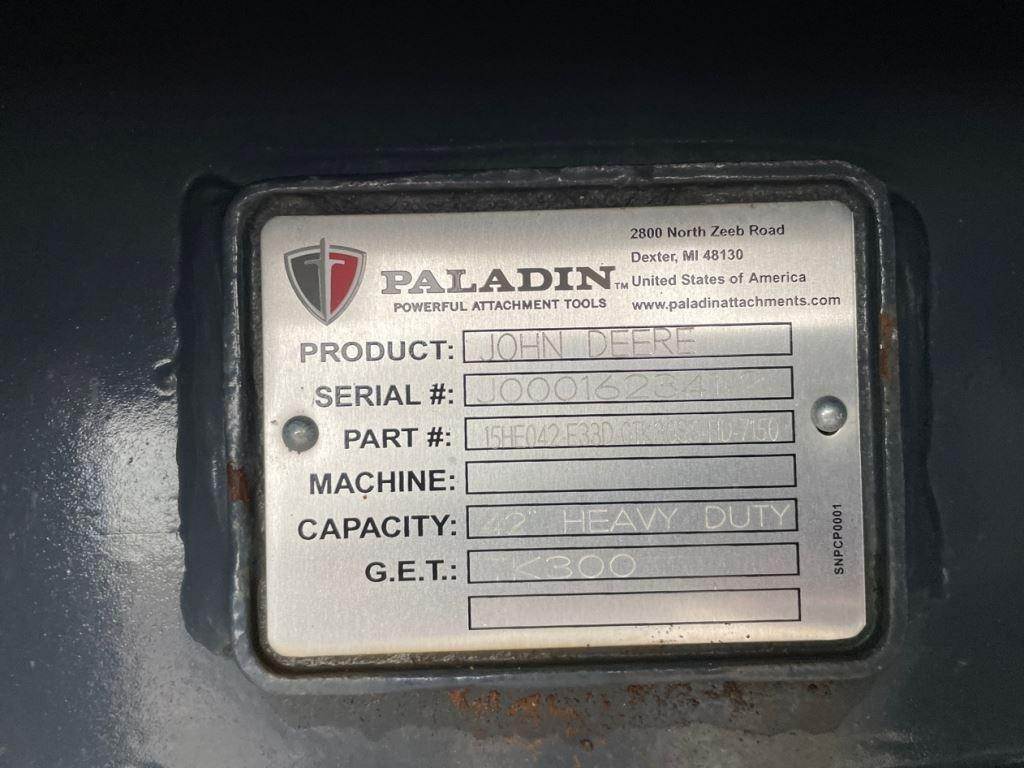 2800 North Zeeb Road
Dexter, MI 48130
United States of America
www.paladinattachments.com
PALADIN™
POWERFUL ATTACHMENT TOOLS
PRODUCT: JOHN DEERE
SERIAL #:
PART #:
MACHINE:
CAPACITY: 42" HEAVY DUTY
G.E.T.: K300
SNPCP0001